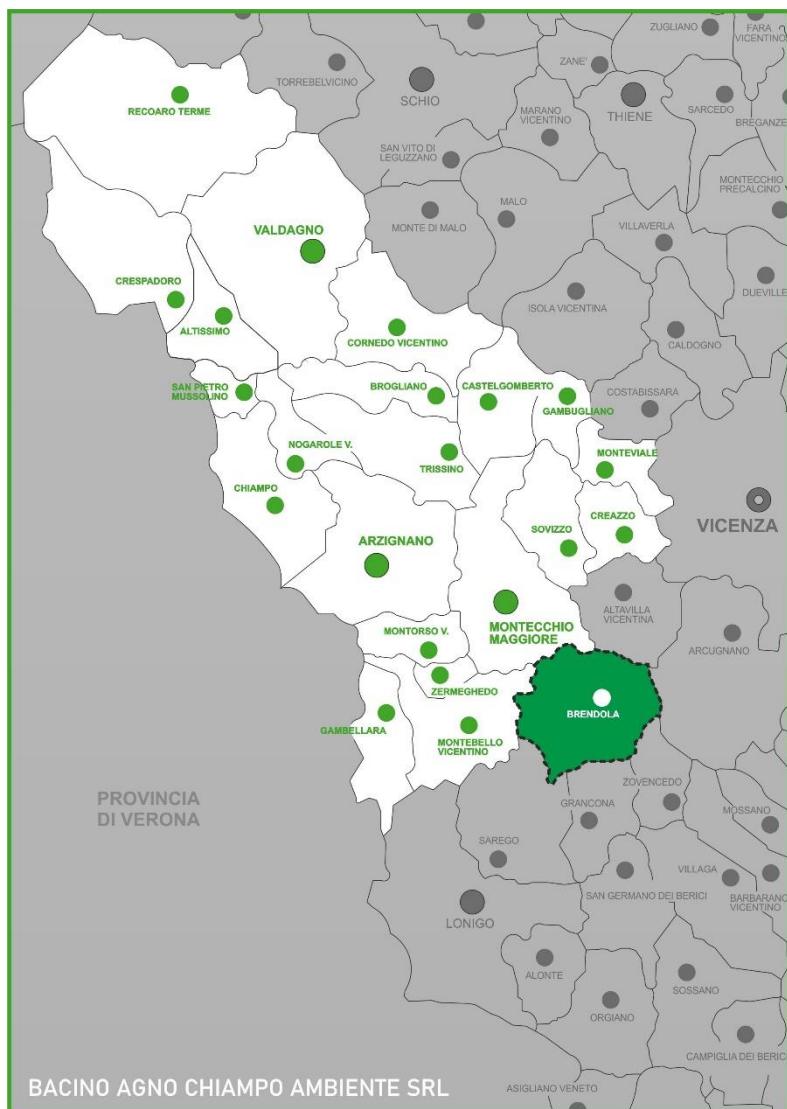 ZUGLIANO
FARA
VICENTINO
ZANE'
TORREBELVICINO
SCHIO
RECOARO TERME
MARANO
VICENTINO
THIENE
SARCEDO
BREGANZE
SAN VITO DI
LEGUZZANO
MONTECCHIO
PRECALCINO
MALO
MONTE DI MALO
VILLAVERLA
VALDAGNO
CRESPADORO
DUEVILLE
ISOLA VICENTINA
ALTISSIMO
CORNEDO VICENTINO
CALDOGNO
SAN PIETRO
MUSSOLINO
BROGLIANO
CASTELGOMBERTO
COSTABISSARA
GAMBUGLIANO
NOGAROLE V.
MONTEVIALE
TRISSINO
CHIAMPO
VICENZA
SOVIZZO
CREAZZO
ARZIGNANO
ALTAVILLA
VICENTINA
MONTECCHIO
MAGGIORE
MONTORSO V.
ARCUGNANO
ZERMEGHEDO
BRENDOLA
GAMBELLARA
MONTEBELLO
VICENTINO
PROVINCIA
DI VERONA
ZOVENCEDO
GRANCONA
MOSSANO
SAREGO
VILLAGA
SAN GERMANO DEI BERICI
BARBARANO
VICENTINO
LONIGO
ALONTE
SOSSANO
ORGIANO
CAMPIGLIA DEI BERICI
BACINO AGNO CHIAMPO AMBIENTE SRL
ASIGLIANO VENETO